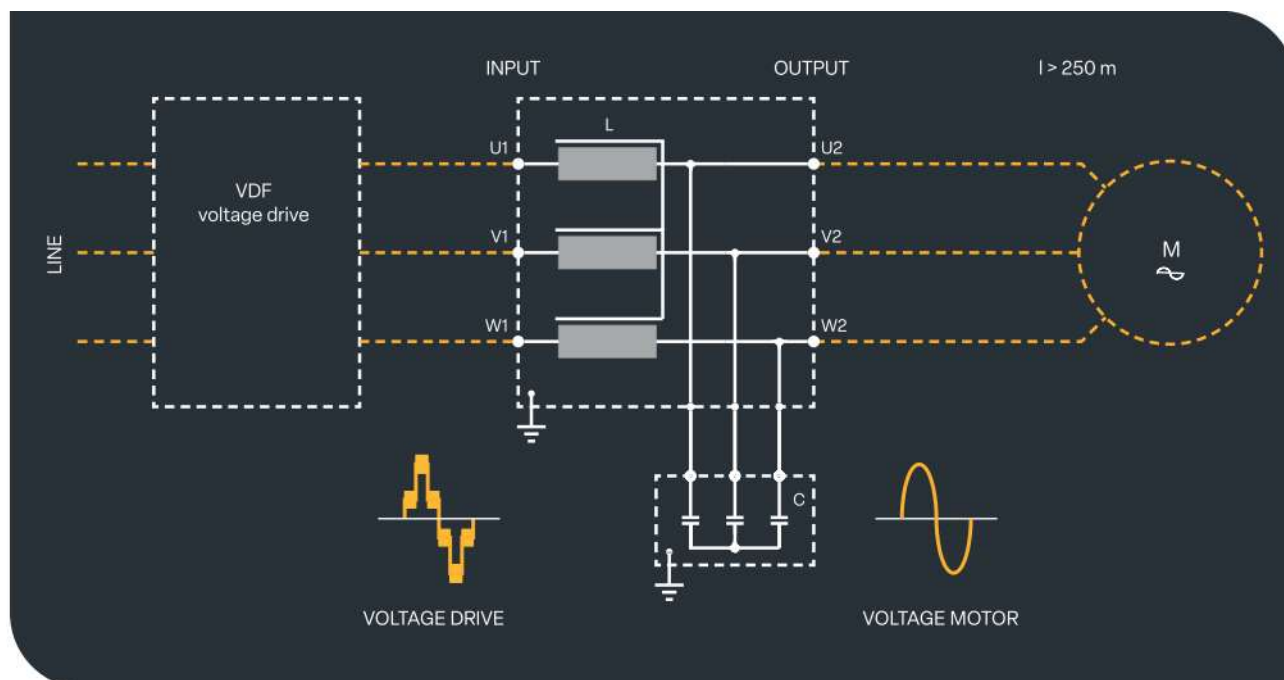 INPUT
OUTPUT
l > 250 m
L
U1
U2
VDF
voltage drive
LINE
V1
V2
M
W1
W2
C
VOLTAGE DRIVE
VOLTAGE MOTOR